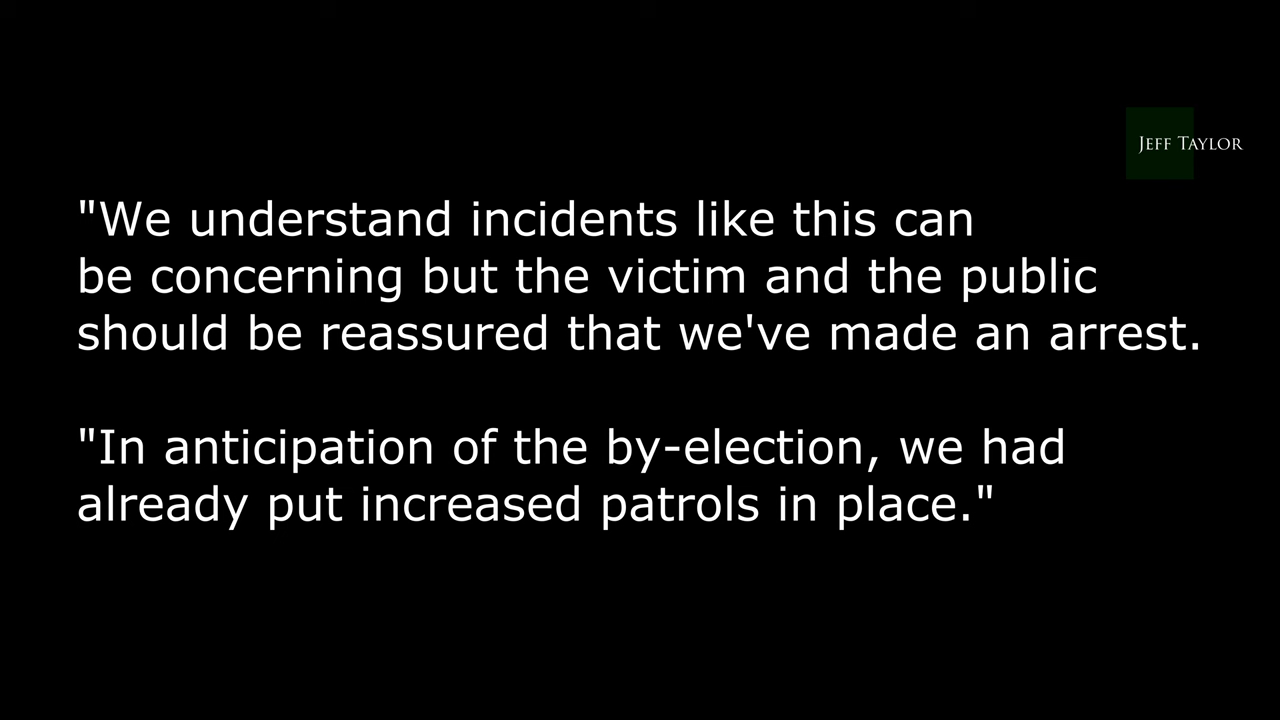 JEFF TAYLOR
"We understand incidents like this can
be concerning but the victim and the public
should be reassured that we've made an arrest.
"In anticipation of the by-election, we had
already put increased patrols in place."